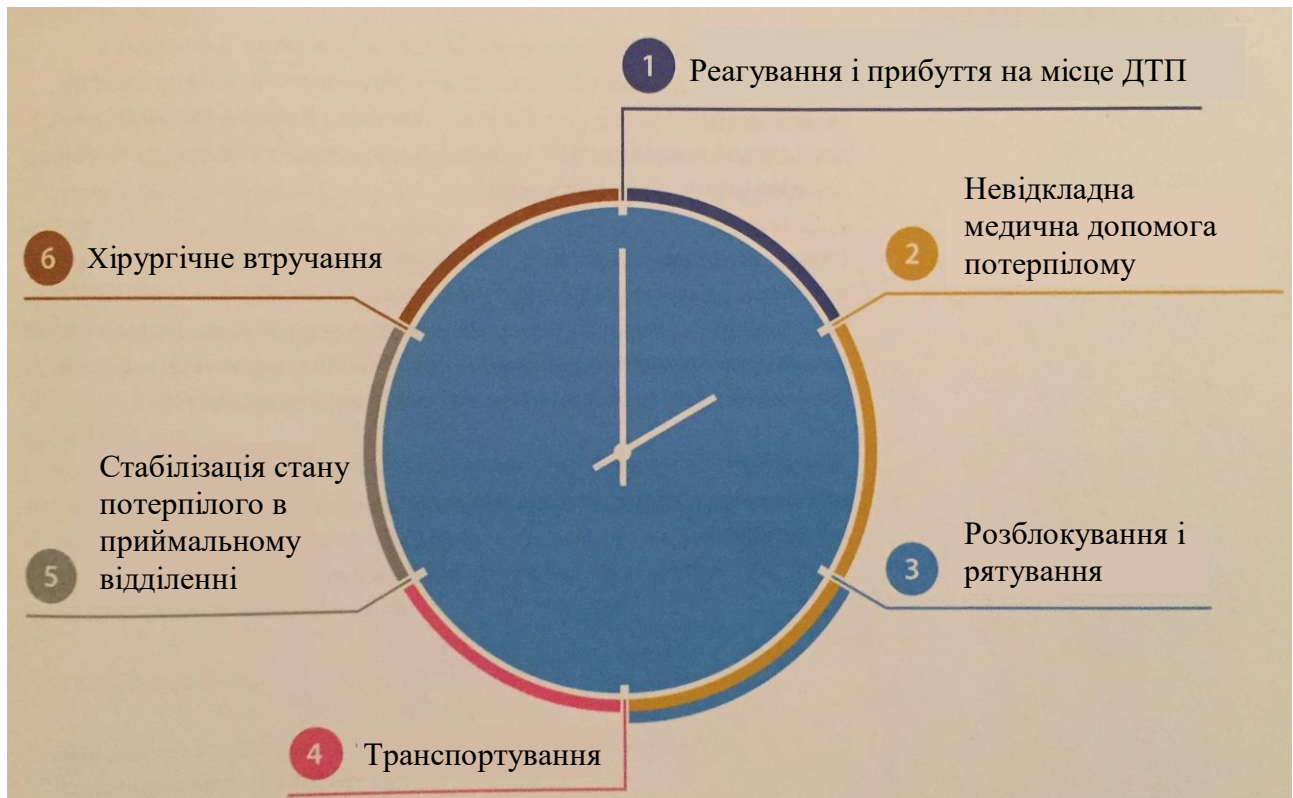 1 Реагування і прибуття на місце ДТП
2 Невідкладна
медична допомога
потерпілому
3 Розблокування і
рятування
4 Транспортування
5 Стабілізація стану
потерпілого в
приймальному
відділенні
6 Хірургічне втручання